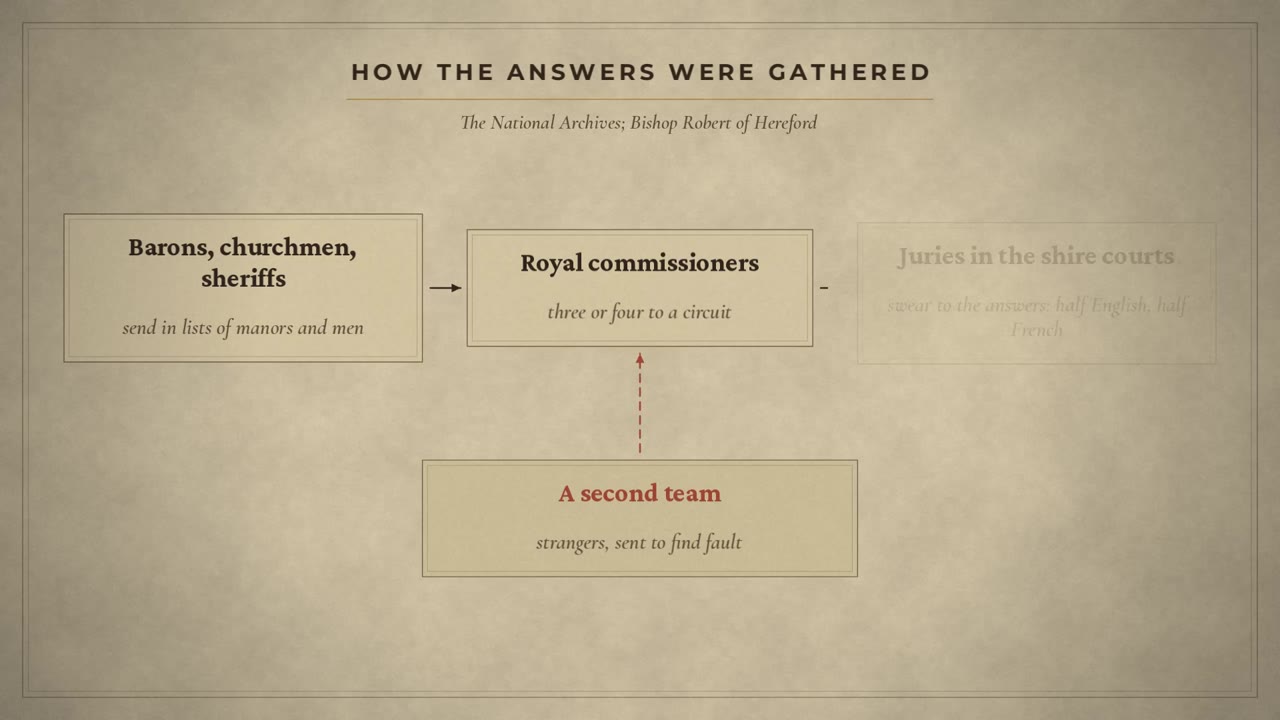 HOW THE ANSWERS WERE GATHERED
The National Archives; Bishop Robert of Hereford
Barons, churchmen,
sheriffs
send in lists of manors and men
Royal commissioners
three or four to a circuit
Juries in the shire courts
swear to the answers: half English, half
French
A second team
strangers, sent to find fault